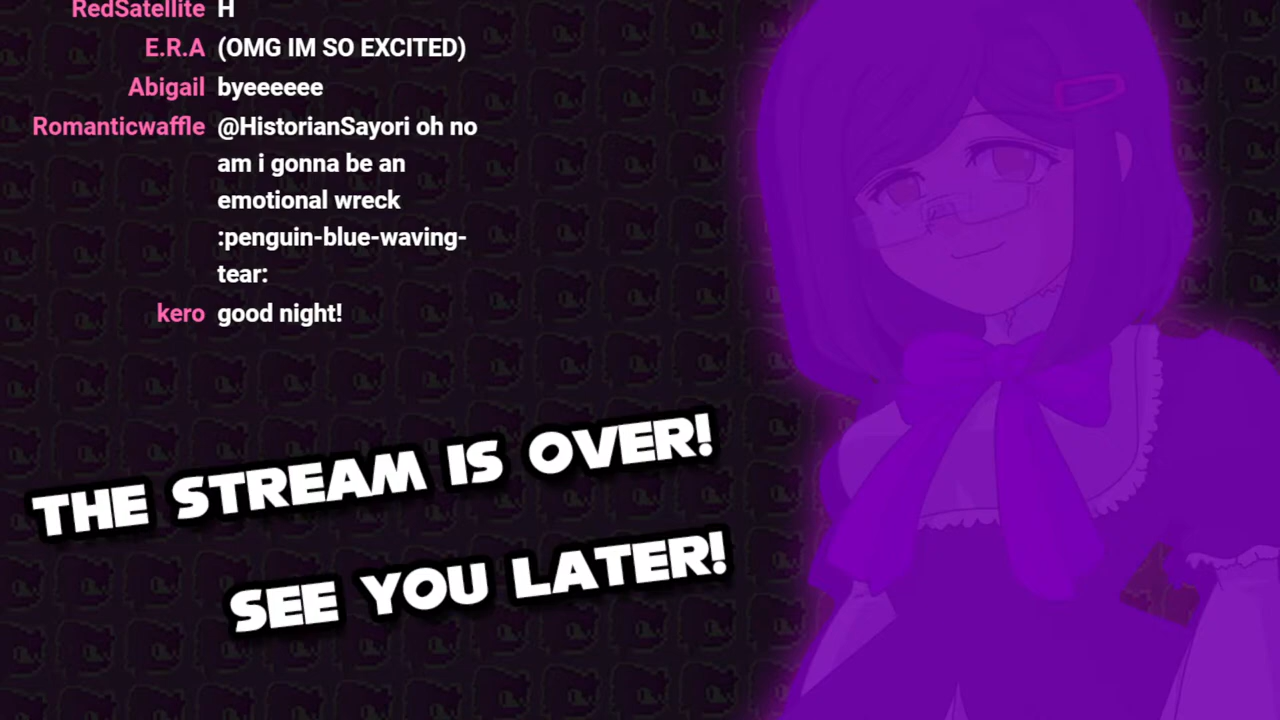 RedSatellite H
E.R.A (OMG IM SO EXCITED)
Abigail byeeeeee
Romanticwaffle @HistorianSayori oh no
am i gonna be an
emotional wreck
:penguin-blue-waving-
tear:
kero good night!
THE STREAM IS OVER!
SEE YOU LATER!